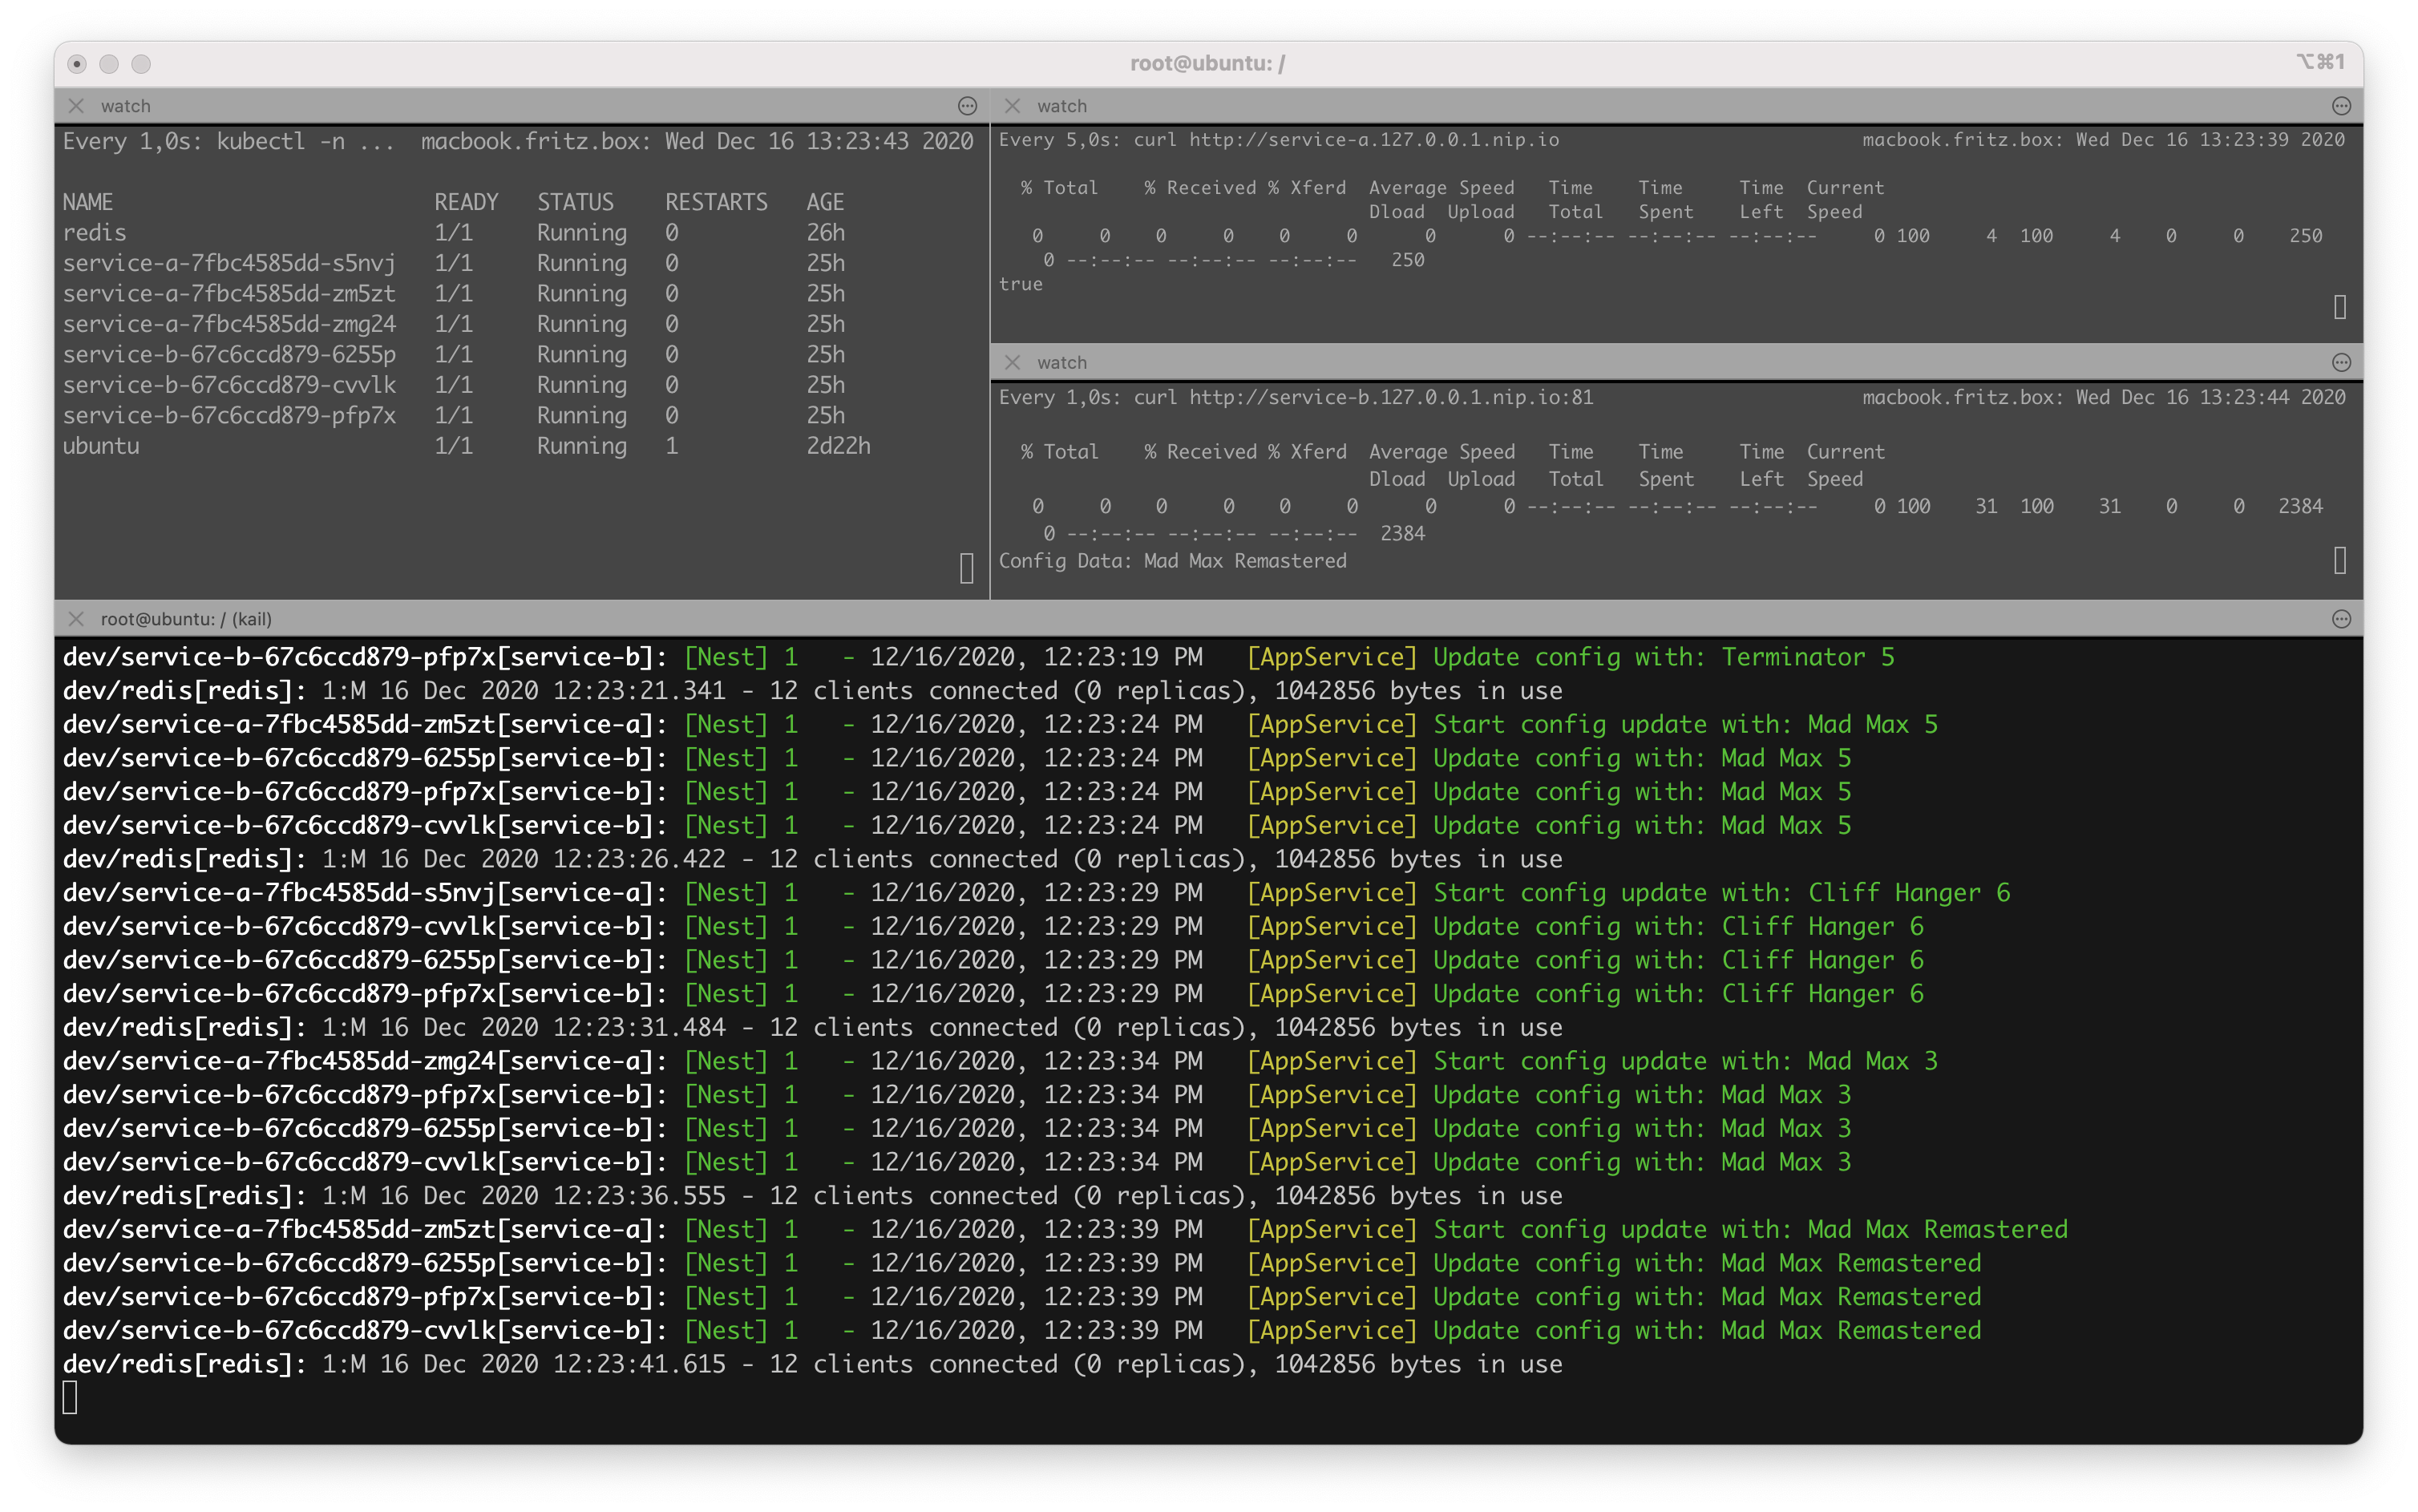 root@ubuntu: /
⌥⌘1
watch
Every 1,0s: kubectl -n ...  macbook.fritz.box: Wed Dec 16 13:23:43 2020
NAME READY STATUS RESTARTS AGE
redis 1/1 Running 0 26h
service-a-7fbc4585dd-s5nvj 1/1 Running 0 25h
service-a-7fbc4585dd-zm5zt 1/1 Running 0 25h
service-a-7fbc4585dd-zmg24 1/1 Running 0 25h
service-b-67c6ccd879-6255p 1/1 Running 0 25h
service-b-67c6ccd879-cvvlk 1/1 Running 0 25h
service-b-67c6ccd879-pfp7x 1/1 Running 0 25h
ubuntu 1/1 Running 1 2d22h
watch
Every 5,0s: curl http://service-a.127.0.0.1.nip.io macbook.fritz.box: Wed Dec 16 13:23:39 2020
% Total % Received % Xferd Average Speed Time Time Time Current
Dload Upload Total Spent Left Speed
0 0 0 0 0 0 0 0 --:--:-- --:--:-- --:--:-- 0 100 4 100 4 0 0 250
0 --:--:-- --:--:-- --:--:-- 250
true
watch
Every 1,0s: curl http://service-b.127.0.0.1.nip.io:81 macbook.fritz.box: Wed Dec 16 13:23:44 2020
% Total % Received % Xferd Average Speed Time Time Time Current
Dload Upload Total Spent Left Speed
0 0 0 0 0 0 0 0 --:--:-- --:--:-- --:--:-- 0 100 31 100 31 0 0 2384
0 --:--:-- --:--:-- --:--:-- 2384
Config Data: Mad Max Remastered
root@ubuntu: / (kail)
dev/service-b-67c6ccd879-pfp7x[service-b]: [Nest] 1 - 12/16/2020, 12:23:19 PM [AppService] Update config with: Terminator 5
dev/redis[redis]: 1:M 16 Dec 2020 12:23:21.341 - 12 clients connected (0 replicas), 1042856 bytes in use
dev/service-a-7fbc4585dd-zm5zt[service-a]: [Nest] 1 - 12/16/2020, 12:23:24 PM [AppService] Start config update with: Mad Max 5
dev/service-b-67c6ccd879-6255p[service-b]: [Nest] 1 - 12/16/2020, 12:23:24 PM [AppService] Update config with: Mad Max 5
dev/service-b-67c6ccd879-pfp7x[service-b]: [Nest] 1 - 12/16/2020, 12:23:24 PM [AppService] Update config with: Mad Max 5
dev/service-b-67c6ccd879-cvvlk[service-b]: [Nest] 1 - 12/16/2020, 12:23:24 PM [AppService] Update config with: Mad Max 5
dev/redis[redis]: 1:M 16 Dec 2020 12:23:26.422 - 12 clients connected (0 replicas), 1042856 bytes in use
dev/service-a-7fbc4585dd-s5nvj[service-a]: [Nest] 1 - 12/16/2020, 12:23:29 PM [AppService] Start config update with: Cliff Hanger 6
dev/service-b-67c6ccd879-cvvlk[service-b]: [Nest] 1 - 12/16/2020, 12:23:29 PM [AppService] Update config with: Cliff Hanger 6
dev/service-b-67c6ccd879-6255p[service-b]: [Nest] 1 - 12/16/2020, 12:23:29 PM [AppService] Update config with: Cliff Hanger 6
dev/service-b-67c6ccd879-pfp7x[service-b]: [Nest] 1 - 12/16/2020, 12:23:29 PM [AppService] Update config with: Cliff Hanger 6
dev/redis[redis]: 1:M 16 Dec 2020 12:23:31.484 - 12 clients connected (0 replicas), 1042856 bytes in use
dev/service-a-7fbc4585dd-zmg24[service-a]: [Nest] 1 - 12/16/2020, 12:23:34 PM [AppService] Start config update with: Mad Max 3
dev/service-b-67c6ccd879-pfp7x[service-b]: [Nest] 1 - 12/16/2020, 12:23:34 PM [AppService] Update config with: Mad Max 3
dev/service-b-67c6ccd879-6255p[service-b]: [Nest] 1 - 12/16/2020, 12:23:34 PM [AppService] Update config with: Mad Max 3
dev/service-b-67c6ccd879-cvvlk[service-b]: [Nest] 1 - 12/16/2020, 12:23:34 PM [AppService] Update config with: Mad Max 3
dev/redis[redis]: 1:M 16 Dec 2020 12:23:36.555 - 12 clients connected (0 replicas), 1042856 bytes in use
dev/service-a-7fbc4585dd-zm5zt[service-a]: [Nest] 1 - 12/16/2020, 12:23:39 PM [AppService] Start config update with: Mad Max Remastered
dev/service-b-67c6ccd879-6255p[service-b]: [Nest] 1 - 12/16/2020, 12:23:39 PM [AppService] Update config with: Mad Max Remastered
dev/service-b-67c6ccd879-pfp7x[service-b]: [Nest] 1 - 12/16/2020, 12:23:39 PM [AppService] Update config with: Mad Max Remastered
dev/service-b-67c6ccd879-cvvlk[service-b]: [Nest] 1 - 12/16/2020, 12:23:39 PM [AppService] Update config with: Mad Max Remastered
dev/redis[redis]: 1:M 16 Dec 2020 12:23:41.615 - 12 clients connected (0 replicas), 1042856 bytes in use